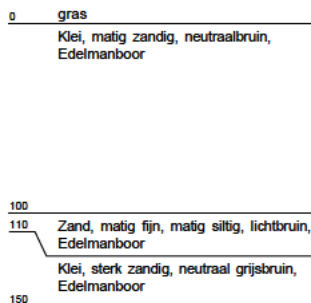 0 gras
Klei, matig zandig, neutraalbruin,
Edelmanboor
100
110 Zand, matig fijn, matig siltig, lichtbruin,
Edelmanboor
Klei, sterk zandig, neutraal grijsbruin,
Edelmanboor
150